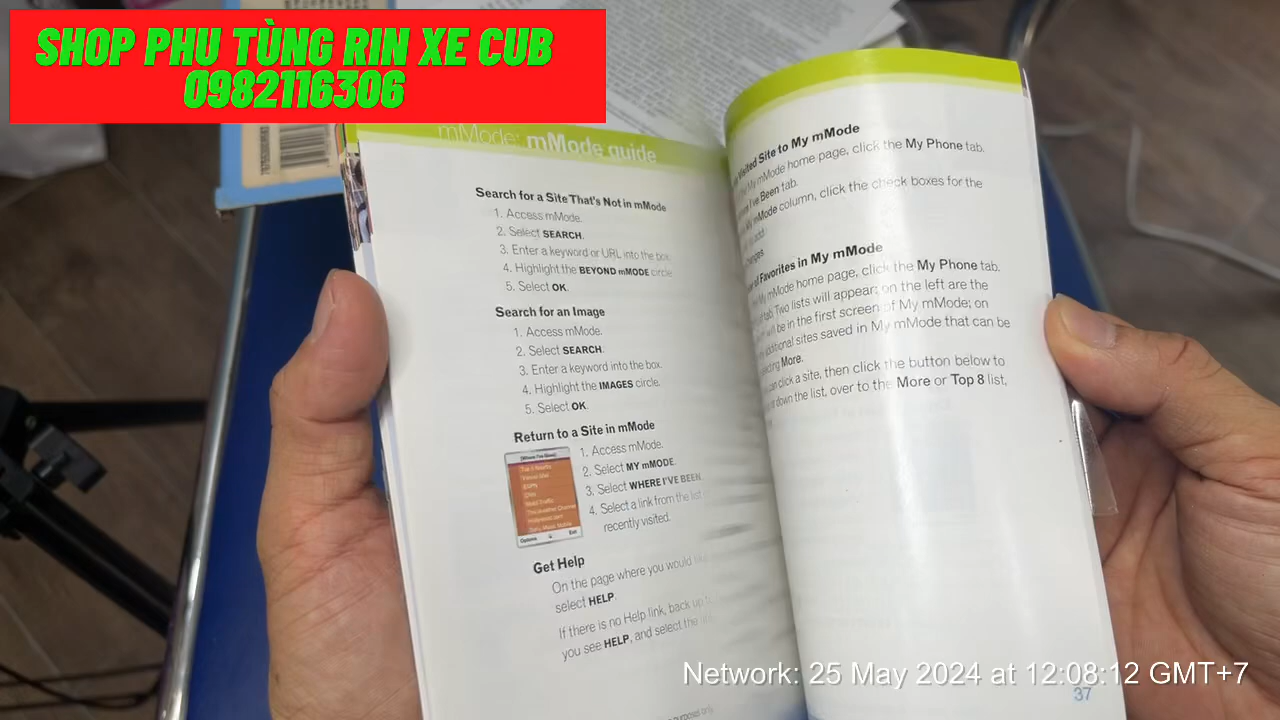 SHOP PHU TÙNG RIN XE CUB
0982116306
mMode: mMode guide
Search for a Site That's Not in mMode
1. Access mMode.
2. Select SEARCH.
3. Enter a keyword or URL into the box.
4. Highlight the BEYOND mMODE circle
5. Select OK.
Search for an Image
1. Access mMode.
2. Select SEARCH.
3. Enter a keyword into the box.
4. Highlight the IMAGES circle.
5. Select OK.
Return to a Site in mMode
1. Access mMode.
2. Select MY mMODE.
3. Select WHERE I'VE BEEN
4. Select a link from the list
recently visited.
Options
Exit
Get Help
On the page where you would
select HELP.
If there is no Help link, back up
you see HELP, and select the
purposes only
Visited Site to My mMode
My mMode home page, click the My Phone tab.
I've Been tab.
My mMode column, click the check boxes for the
to add
Favorites in My mMode
My mMode home page, click the My Phone tab.
tab. Two lists will appear; on the left are the
will be in the first screen of My mMode; on
additional sites saved in My mMode that can be
More.
can click a site, then click the button below to
or down the list, over to the More or Top 8 list,
Network: 25 May 2024 at 12:08:12 GMT+7
37